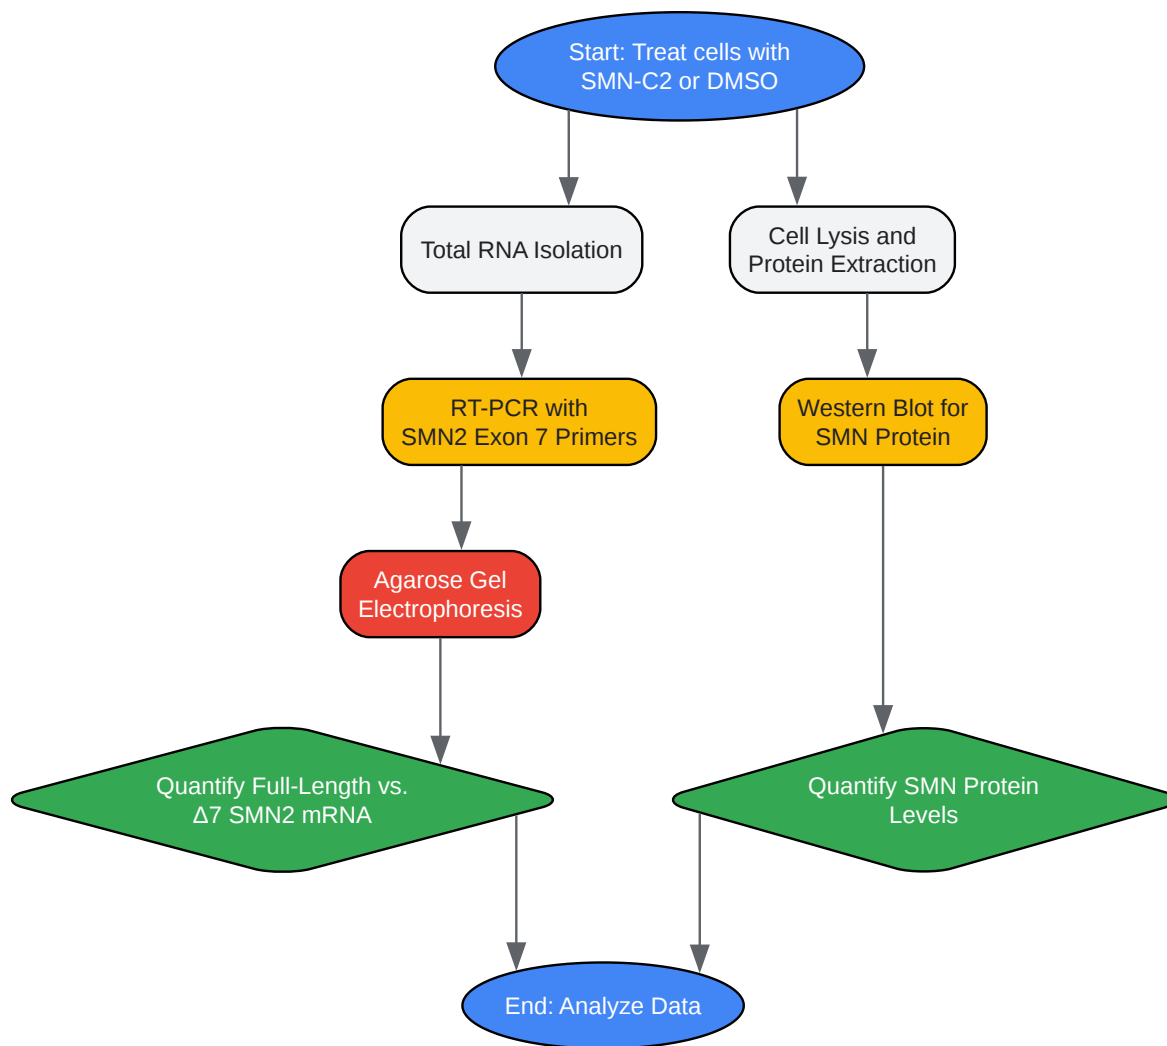 Start: Treat cells with
SMN-C2 or DMSO
Total RNA Isolation
Cell Lysis and
Protein Extraction
RT-PCR with
SMN2 Exon 7 Primers
Western Blot for
SMN Protein
Agarose Gel
Electrophoresis
Quantify Full-Length vs.
Δ7 SMN2 mRNA
Quantify SMN Protein
Levels
End: Analyze Data